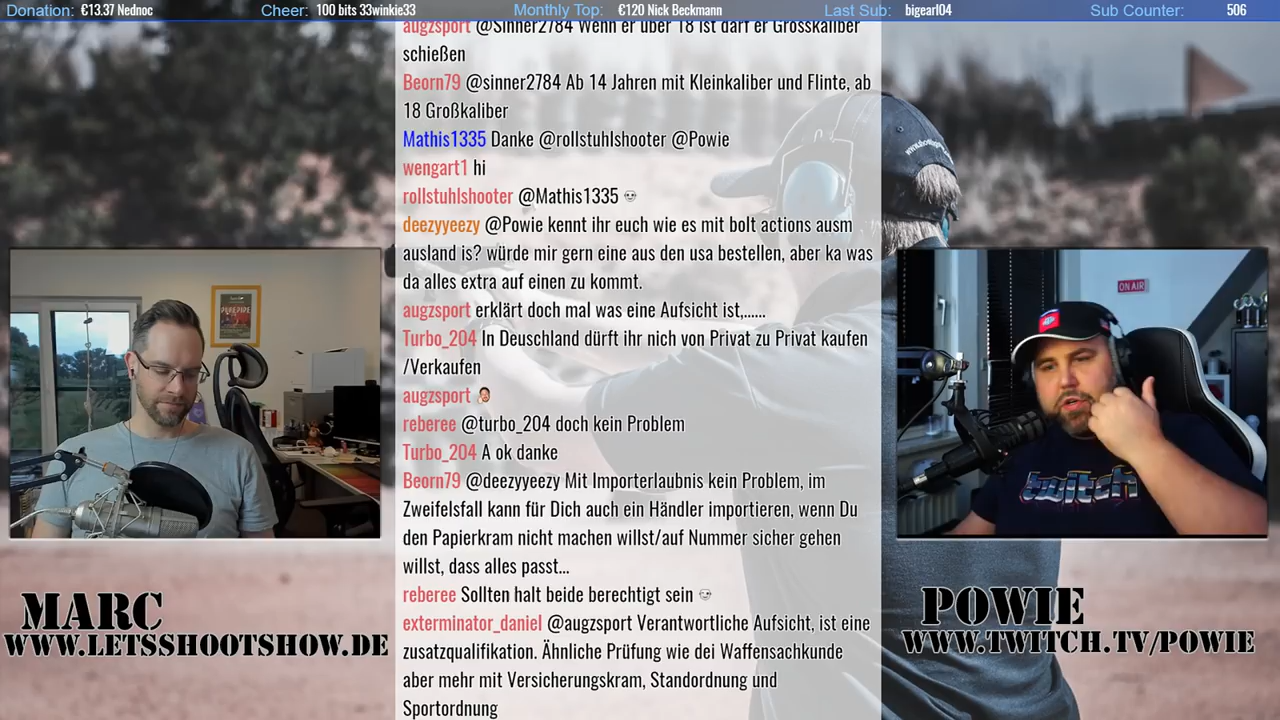 Donation: €13.37 Nednoc Cheer: 100 bits 33winkie33 Monthly Top: €120 Nick Beckmann Last Sub: bigearl04 Sub Counter: 506
augzsport @Sinner2784 Wenn er über 18 ist darf er Grosskaliber
schießen
Beorn79 @sinner2784 Ab 14 Jahren mit Kleinkaliber und Flinte, ab
18 Großkaliber
Mathis1335 Danke @rollstuhlshooter @Powie
wengart1 hi
rollstuhlshooter @Mathis1335
deezyyeezy @Powie kennt ihr euch wie es mit bolt actions ausm
ausland is? würde mir gern eine aus den usa bestellen, aber ka was
da alles extra auf einen zu kommt.
augzsport erklärt doch mal was eine Aufsicht ist,......
Turbo_204 In Deuschland dürft ihr nich von Privat zu Privat kaufen
/Verkaufen
augzsport
reberee @turbo_204 doch kein Problem
Turbo_204 A ok danke
Beorn79 @deezyyeezy Mit Importerlaubnis kein Problem, im
Zweifelsfall kann für Dich auch ein Händler importieren, wenn Du
den Papierkram nicht machen willst/auf Nummer sicher gehen
willst, dass alles passt...
reberee Sollten halt beide berechtigt sein
exterminator_daniel @augzsport Verantwortliche Aufsicht, ist eine
zusatzqualifikation. Ähnliche Prüfung wie dei Waffensachkunde
aber mehr mit Versicherungskram, Standordnung und
Sportordnung
MARC
WWW.LETSSHOOTSHOW.DE
ON AIR
twitch
POWIE
WWW.TWITCH.TV/POWIE